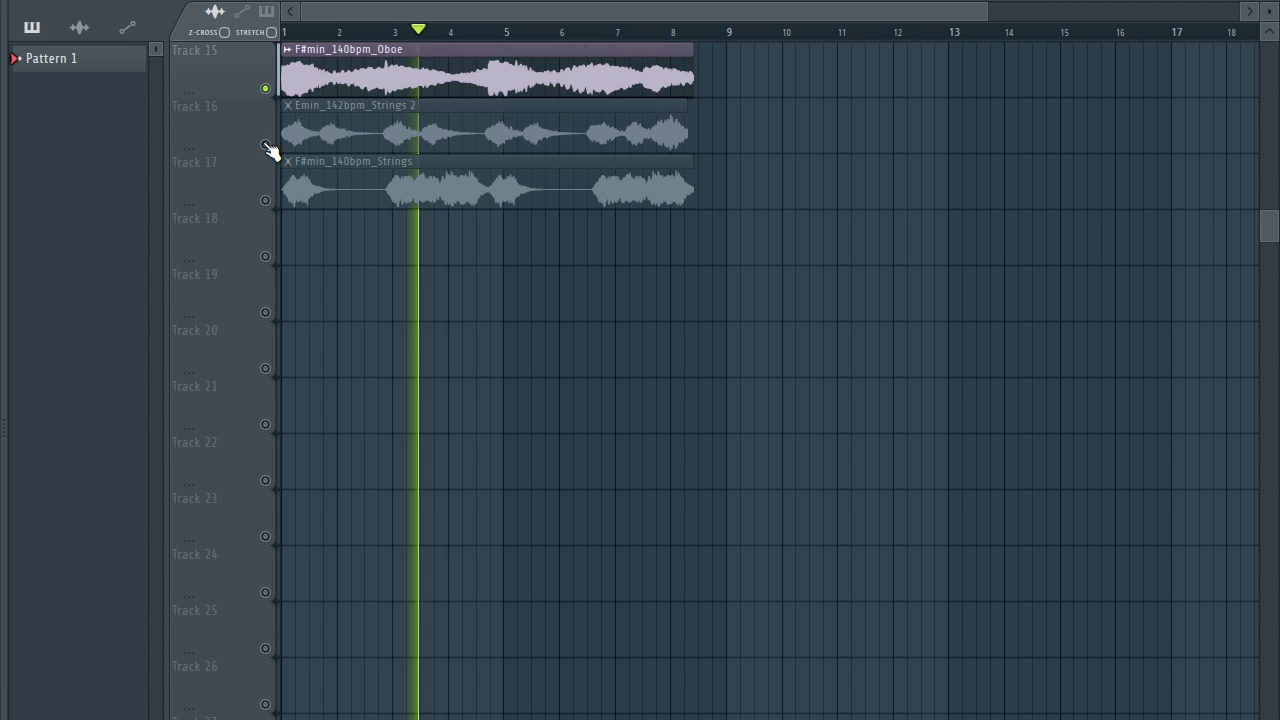 Z-CROSS STRETCH
1 2 3 4 5 6 7 8 9 10 11 12 13 14 15 16 17 18
Pattern 1
Track 15
F#min_140bpm_Oboe
...
Track 16
Emin_142bpm_Strings 2
...
Track 17
F#min_140bpm_Strings
...
Track 18
...
Track 19
...
Track 20
...
Track 21
...
Track 22
...
Track 23
...
Track 24
...
Track 25
...
Track 26
...